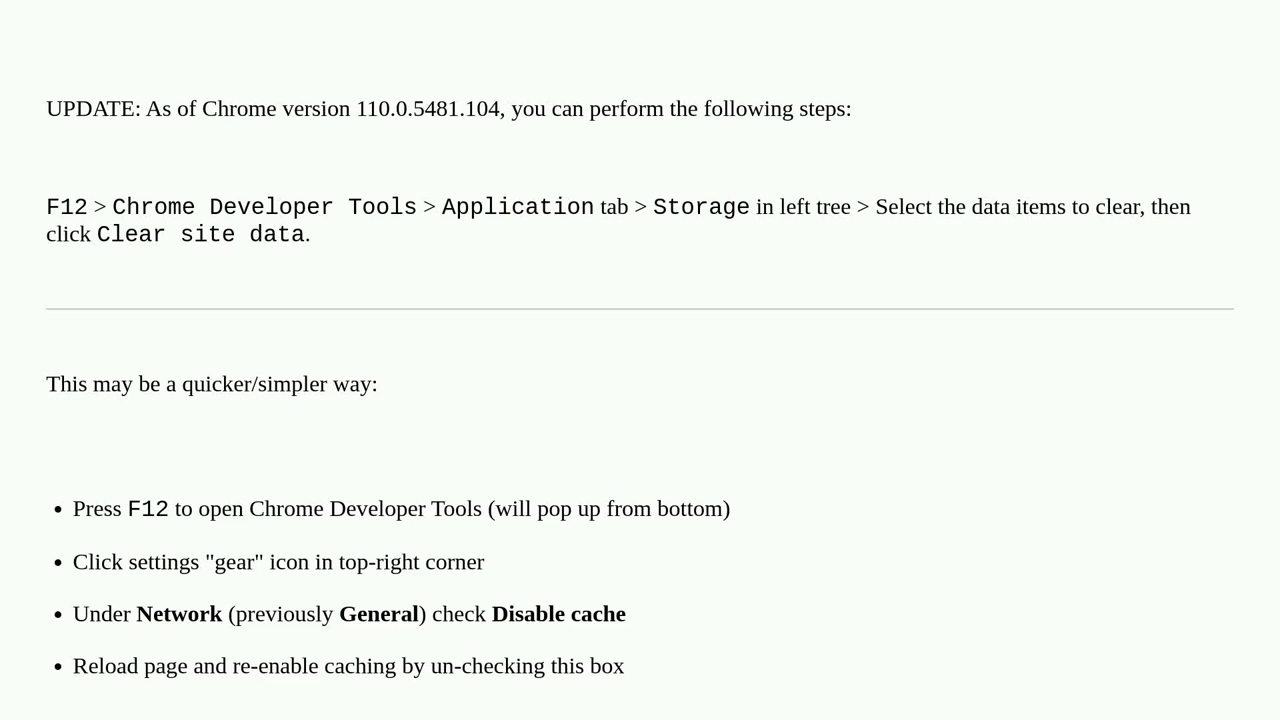 UPDATE: As of Chrome version 110.0.5481.104, you can perform the following steps:
F12 > Chrome Developer Tools > Application tab > Storage in left tree > Select the data items to clear, then
click Clear site data.
This may be a quicker/simpler way:
• Press F12 to open Chrome Developer Tools (will pop up from bottom)
• Click settings "gear" icon in top-right corner
• Under Network (previously General) check Disable cache
• Reload page and re-enable caching by un-checking this box